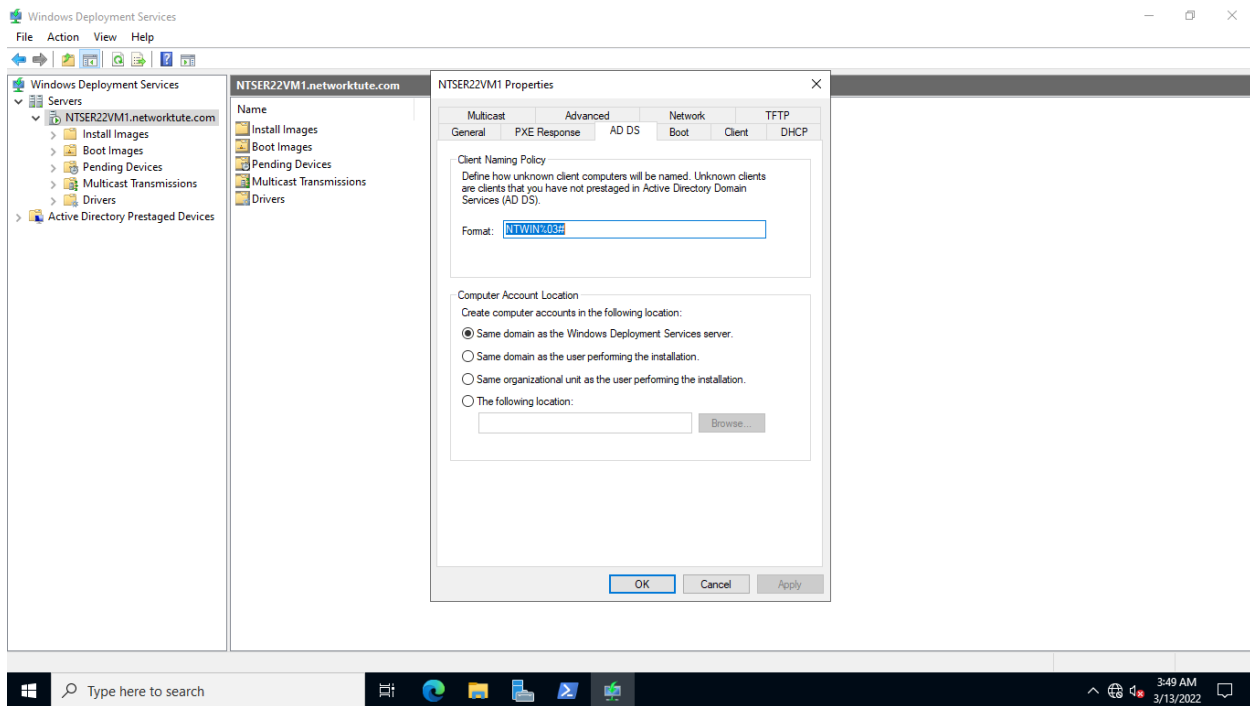 Windows Deployment Services
File Action View Help
Windows Deployment Services
Servers
NTSER22VM1.networktute.com
Install Images
Boot Images
Pending Devices
Multicast Transmissions
Drivers
Active Directory Prestaged Devices
NTSER22VM1.networktute.com
Name
Install Images
Boot Images
Pending Devices
Multicast Transmissions
Drivers
NTSER22VM1 Properties
Multicast Advanced Network TFTP
General PXE Response AD DS Boot Client DHCP
Client Naming Policy
Define how unknown client computers will be named. Unknown clients
are clients that you have not prestaged in Active Directory Domain
Services (AD DS).
Format: NTWIN%03#
Computer Account Location
Create computer accounts in the following location:
Same domain as the Windows Deployment Services server.
Same domain as the user performing the installation.
Same organizational unit as the user performing the installation.
The following location:
Browse...
OK Cancel Apply
Type here to search
3:49 AM
3/13/2022